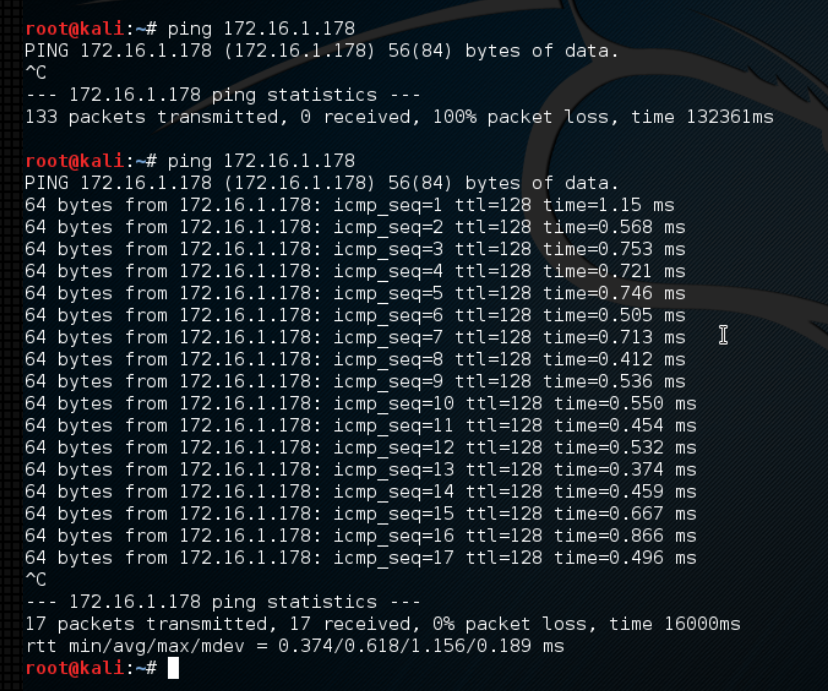 root@kali:~# ping 172.16.1.178
PING 172.16.1.178 (172.16.1.178) 56(84) bytes of data.
^C
--- 172.16.1.178 ping statistics ---
133 packets transmitted, 0 received, 100% packet loss, time 132361ms
root@kali:~# ping 172.16.1.178
PING 172.16.1.178 (172.16.1.178) 56(84) bytes of data.
64 bytes from 172.16.1.178: icmp_seq=1 ttl=128 time=1.15 ms
64 bytes from 172.16.1.178: icmp_seq=2 ttl=128 time=0.568 ms
64 bytes from 172.16.1.178: icmp_seq=3 ttl=128 time=0.753 ms
64 bytes from 172.16.1.178: icmp_seq=4 ttl=128 time=0.721 ms
64 bytes from 172.16.1.178: icmp_seq=5 ttl=128 time=0.746 ms
64 bytes from 172.16.1.178: icmp_seq=6 ttl=128 time=0.505 ms
64 bytes from 172.16.1.178: icmp_seq=7 ttl=128 time=0.713 ms
64 bytes from 172.16.1.178: icmp_seq=8 ttl=128 time=0.412 ms
64 bytes from 172.16.1.178: icmp_seq=9 ttl=128 time=0.536 ms
64 bytes from 172.16.1.178: icmp_seq=10 ttl=128 time=0.550 ms
64 bytes from 172.16.1.178: icmp_seq=11 ttl=128 time=0.454 ms
64 bytes from 172.16.1.178: icmp_seq=12 ttl=128 time=0.532 ms
64 bytes from 172.16.1.178: icmp_seq=13 ttl=128 time=0.374 ms
64 bytes from 172.16.1.178: icmp_seq=14 ttl=128 time=0.459 ms
64 bytes from 172.16.1.178: icmp_seq=15 ttl=128 time=0.667 ms
64 bytes from 172.16.1.178: icmp_seq=16 ttl=128 time=0.866 ms
64 bytes from 172.16.1.178: icmp_seq=17 ttl=128 time=0.496 ms
^C
--- 172.16.1.178 ping statistics ---
17 packets transmitted, 17 received, 0% packet loss, time 16000ms
rtt min/avg/max/mdev = 0.374/0.618/1.156/0.189 ms
root@kali:~#